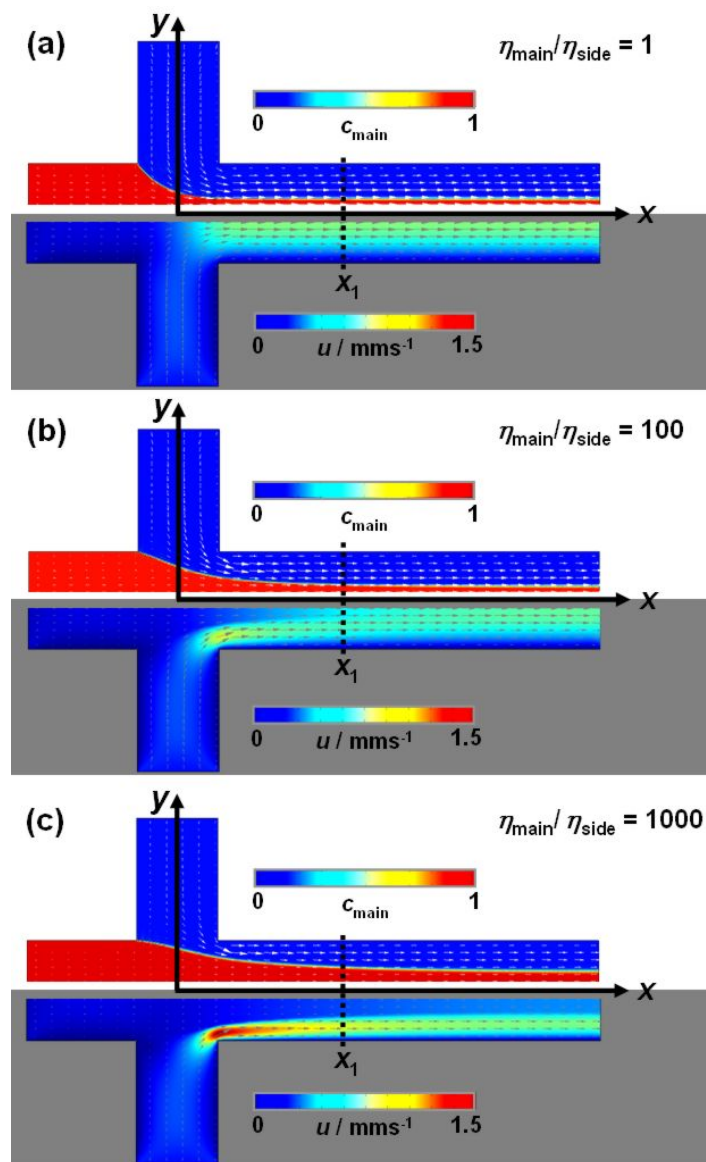 y
(a)
ηmain/ηside = 1
0 cmain 1
x
x1
0 u / mms-1 1.5
y
(b)
ηmain/ηside = 100
0 cmain 1
x
x1
0 u / mms-1 1.5
y
(c)
ηmain/ ηside = 1000
0 cmain 1
x
x1
0 u / mms-1 1.5